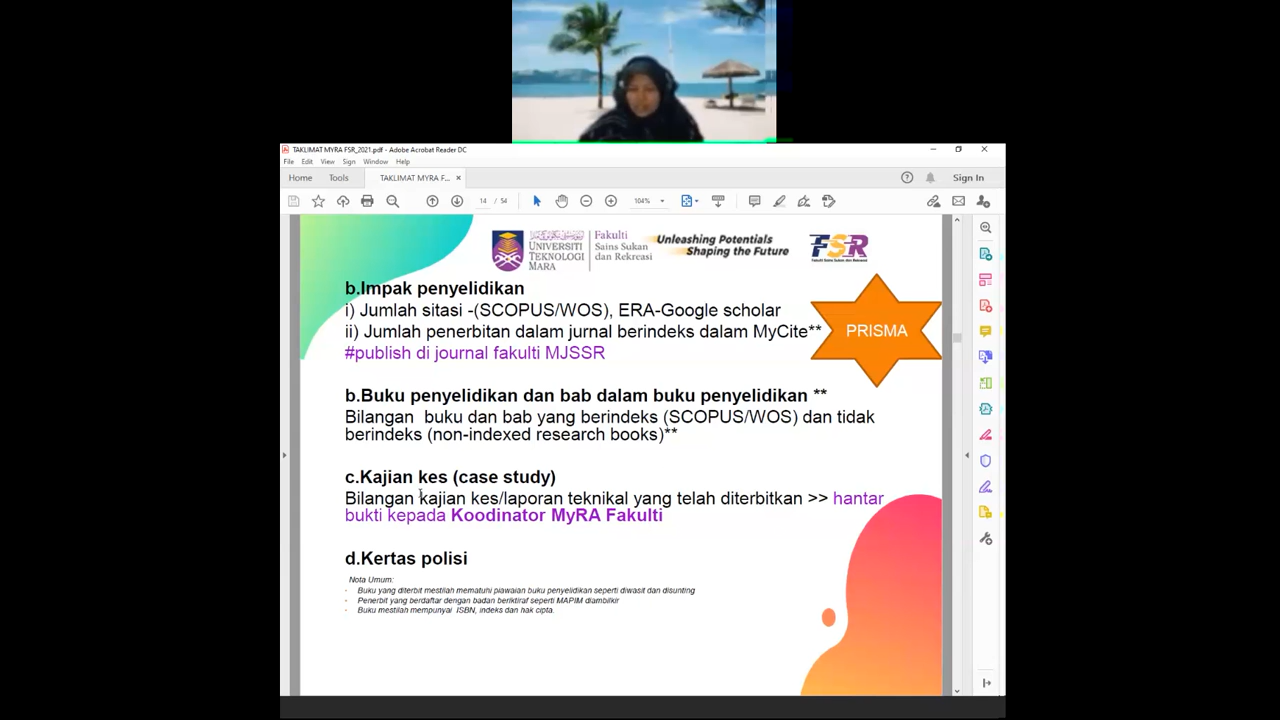 TAKLIMAT MYRA FSR_2021.pdf - Adobe Acrobat Reader DC
File Edit View Sign Window Help
Home Tools TAKLIMAT MYRA F... × Sign In
14 / 54 104%
UNIVERSITI
TEKNOLOGI
MARA
Fakulti
Sains Sukan
dan Rekreasi
Unleashing Potentials
Shaping the Future
FSR
Fakulti Sains Sukan dan Rekreasi
b.Impak penyelidikan
i) Jumlah sitasi -(SCOPUS/WOS), ERA-Google scholar
ii) Jumlah penerbitan dalam jurnal berindeks dalam MyCite**
#publish di journal fakulti MJSSR
PRISMA
b.Buku penyelidikan dan bab dalam buku penyelidikan **
Bilangan buku dan bab yang berindeks (SCOPUS/WOS) dan tidak
berindeks (non-indexed research books)**
c.Kajian kes (case study)
Bilangan kajian kes/laporan teknikal yang telah diterbitkan >> hantar
bukti kepada Koodinator MyRA Fakulti
d.Kertas polisi
Nota Umum:
· Buku yang diterbit mestilah mematuhi piawaian buku penyelidikan seperti diwasit dan disunting
· Penerbit yang berdaftar dengan badan beriktiraf seperti MAPIM diambilkir
· Buku mestilah mempunyai ISBN, indeks dan hak cipta.